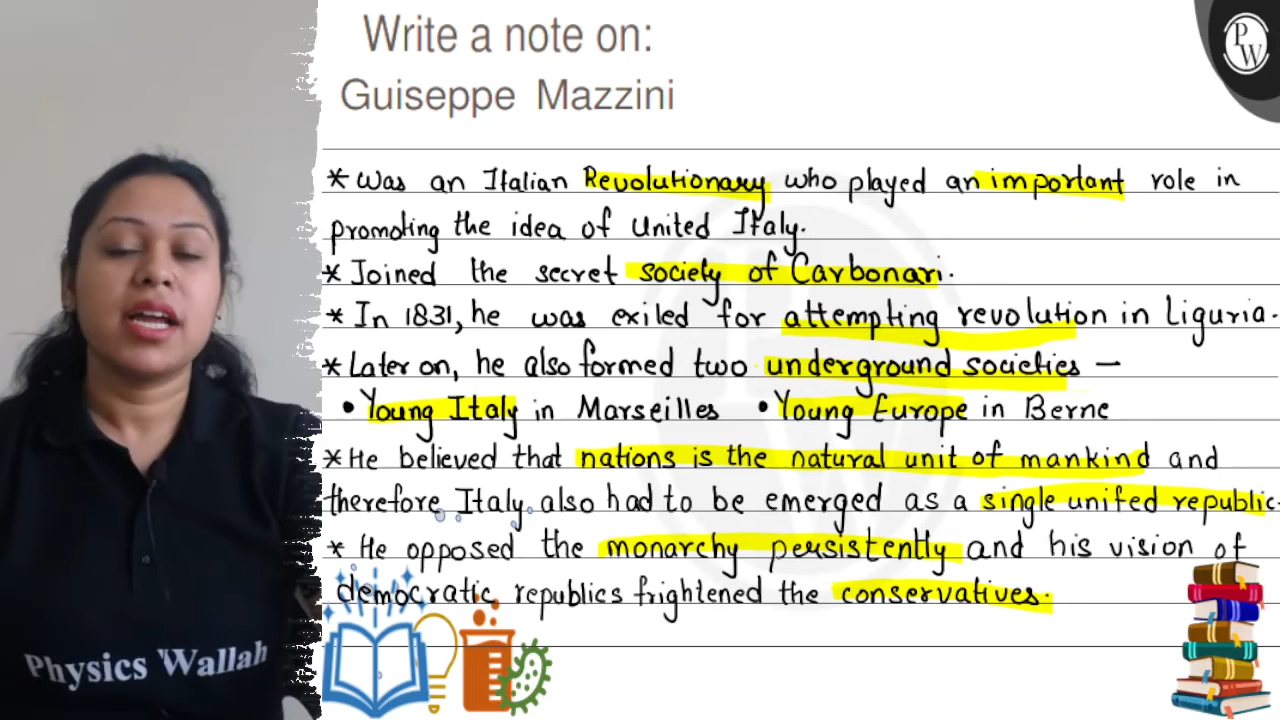 Write a note on:
Guiseppe Mazzini
PW
* Was an Italian Revolutionary who played an important role in
promoting the idea of United Italy.
* Joined the secret society of Carbonari.
* In 1831, he was exiled for attempting revolution in Liguria.
* Later on, he also formed two underground societies –
• Young Italy in Marseilles • Young Europe in Berne
* He believed that nations is the natural unit of mankind and
therefore Italy also had to be emerged as a single united republic.
* He opposed the monarchy persistently and his vision of
democratic republics frightened the conservatives.
Physics Wallah